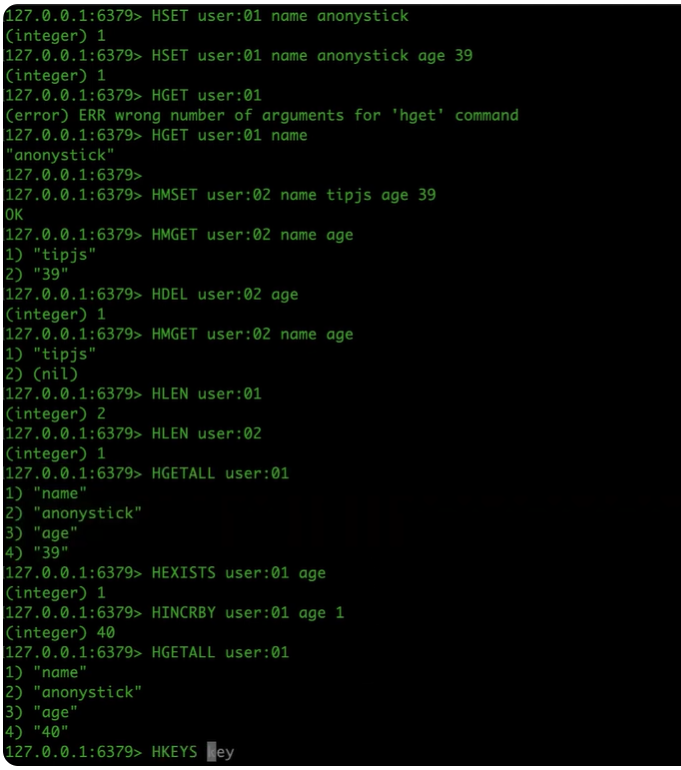 127.0.0.1:6379> HSET user:01 name anonystick
(integer) 1
127.0.0.1:6379> HSET user:01 name anonystick age 39
(integer) 1
127.0.0.1:6379> HGET user:01
(error) ERR wrong number of arguments for 'hget' command
127.0.0.1:6379> HGET user:01 name
"anonystick"
127.0.0.1:6379>
127.0.0.1:6379> HMSET user:02 name tipjs age 39
OK
127.0.0.1:6379> HMGET user:02 name age
1) "tipjs"
2) "39"
127.0.0.1:6379> HDEL user:02 age
(integer) 1
127.0.0.1:6379> HMGET user:02 name age
1) "tipjs"
2) (nil)
127.0.0.1:6379> HLEN user:01
(integer) 2
127.0.0.1:6379> HLEN user:02
(integer) 1
127.0.0.1:6379> HGETALL user:01
1) "name"
2) "anonystick"
3) "age"
4) "39"
127.0.0.1:6379> HEXISTS user:01 age
(integer) 1
127.0.0.1:6379> HINCRBY user:01 age 1
(integer) 40
127.0.0.1:6379> HGETALL user:01
1) "name"
2) "anonystick"
3) "age"
4) "40"
127.0.0.1:6379> HKEYS key